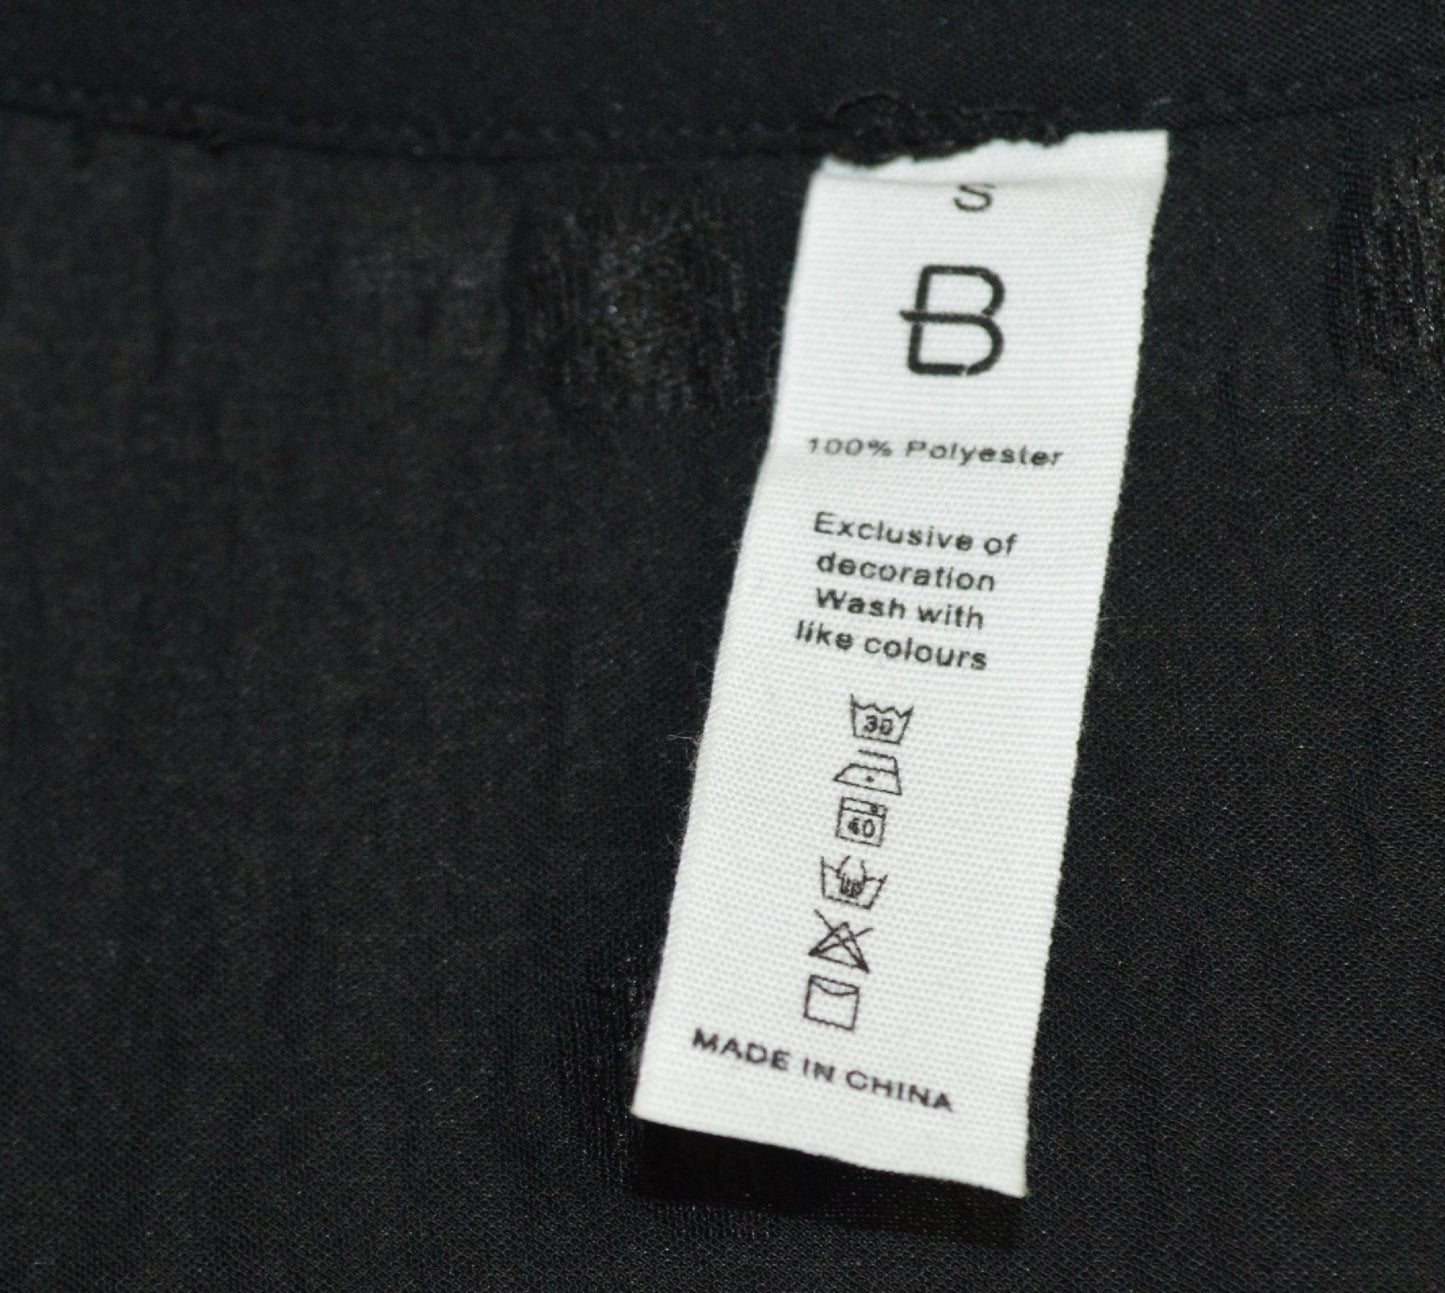 S
B
100% Polyester
Exclusive of
decoration
Wash with
like colours
30
40
MADE IN CHINA